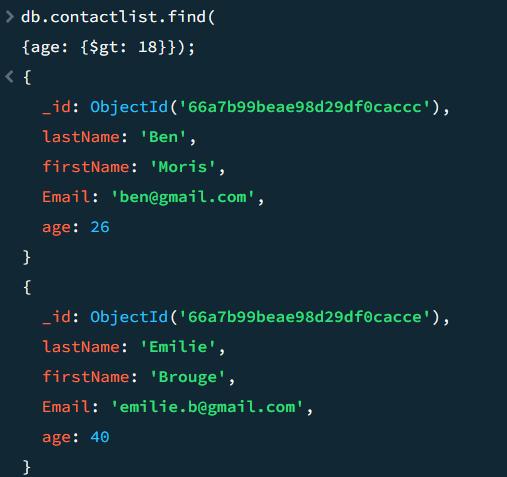 db.contactlist.find(
{age: {$gt: 18}});
{
_id: ObjectId('66a7b99beae98d29df0caccc'),
lastName: 'Ben',
firstName: 'Moris',
Email: 'ben@gmail.com',
age: 26
}
{
_id: ObjectId('66a7b99beae98d29df0cacce'),
lastName: 'Emilie',
firstName: 'Brouge',
Email: 'emilie.b@gmail.com',
age: 40
}